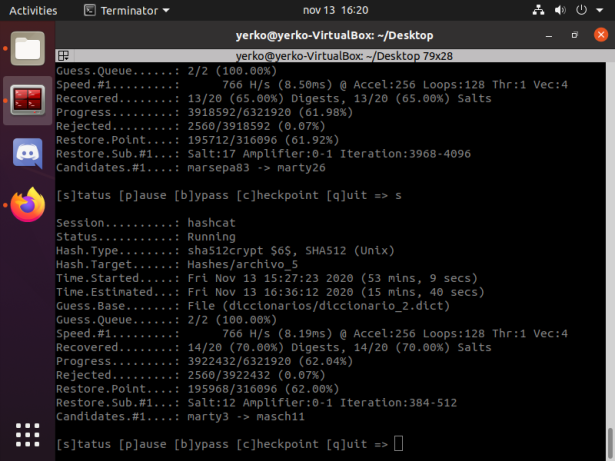 Activities
Terminator
nov 13 16:20
yerko@yerko-VirtualBox: ~/Desktop
yerko@yerko-VirtualBox: ~/Desktop 79x28
Guess.Queue......: 2/2 (100.00%)
Speed.#1.........:      766 H/s (8.50ms) @ Accel:256 Loops:128 Thr:1 Vec:4
Recovered........: 13/20 (65.00%) Digests, 13/20 (65.00%) Salts
Progress.........: 3918592/6321920 (61.98%)
Rejected.........: 2560/3918592 (0.07%)
Restore.Point....: 195712/316096 (61.92%)
Restore.Sub.#1...: Salt:17 Amplifier:0-1 Iteration:3968-4096
Candidates.#1....: marsepa83 -> marty26
[s]tatus [p]ause [b]ypass [c]heckpoint [q]uit => s
Session..........: hashcat
Status...........: Running
Hash.Type........: sha512crypt $6$, SHA512 (Unix)
Hash.Target......: Hashes/archivo_5
Time.Started.....: Fri Nov 13 15:27:23 2020 (53 mins, 9 secs)
Time.Estimated...: Fri Nov 13 16:36:12 2020 (15 mins, 40 secs)
Guess.Base.......: File (diccionarios/diccionario_2.dict)
Guess.Queue......: 2/2 (100.00%)
Speed.#1.........:      766 H/s (8.19ms) @ Accel:256 Loops:128 Thr:1 Vec:4
Recovered........: 14/20 (70.00%) Digests, 14/20 (70.00%) Salts
Progress.........: 3922432/6321920 (62.04%)
Rejected.........: 2560/3922432 (0.07%)
Restore.Point....: 195968/316096 (62.00%)
Restore.Sub.#1...: Salt:12 Amplifier:0-1 Iteration:384-512
Candidates.#1....: marty3 -> masch11
[s]tatus [p]ause [b]ypass [c]heckpoint [q]uit =>